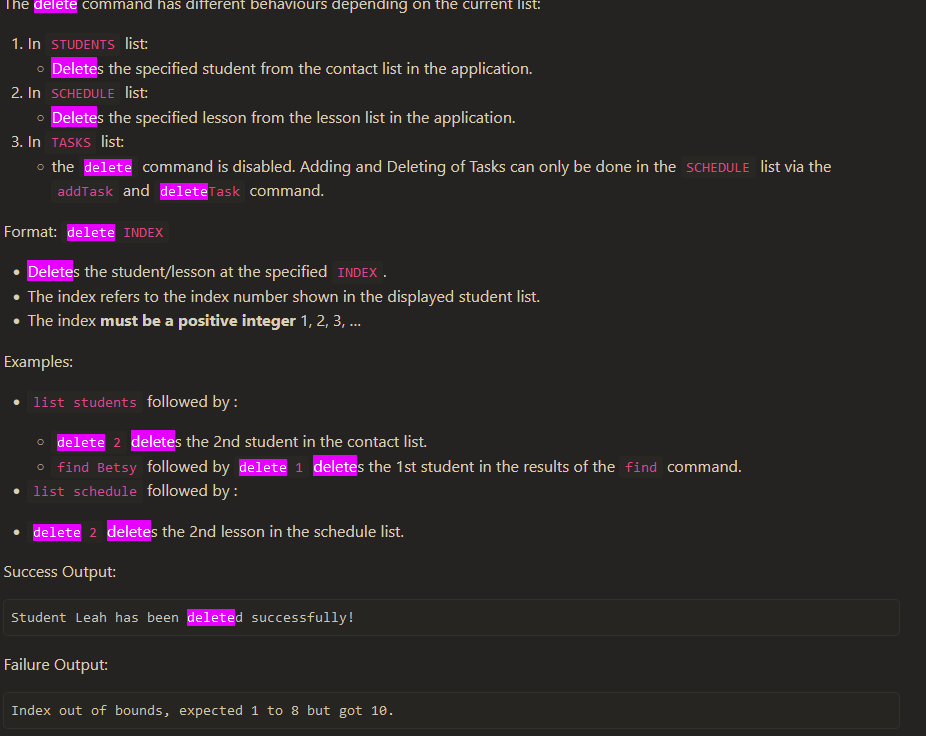 The delete command has different behaviours depending on the current list:
1. In STUDENTS list:
○ Deletes the specified student from the contact list in the application.
2. In SCHEDULE list:
○ Deletes the specified lesson from the lesson list in the application.
3. In TASKS list:
○ the delete command is disabled. Adding and Deleting of Tasks can only be done in the SCHEDULE list via the
addTask and deleteTask command.
Format: delete INDEX
• Deletes the student/lesson at the specified INDEX.
• The index refers to the index number shown in the displayed student list.
• The index must be a positive integer 1, 2, 3, ...
Examples:
• list students followed by :
○ delete 2 deletes the 2nd student in the contact list.
○ find Betsy followed by delete 1 deletes the 1st student in the results of the find command.
• list schedule followed by :
• delete 2 deletes the 2nd lesson in the schedule list.
Success Output:
Student Leah has been deleted successfully!
Failure Output:
Index out of bounds, expected 1 to 8 but got 10.